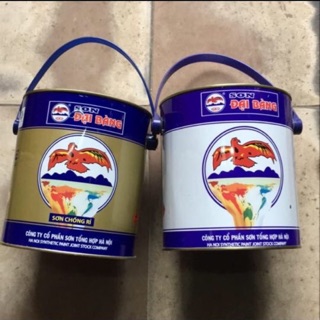 SƠN
ĐẠI BÀNG
SƠN CHỐNG RỈ
CÔNG TY CỔ PHẦN SƠN TỔNG HỢP HÀ NỘI
HA NOI SYNTHETIC PAINT JOINT STOCK COMPANY
SƠN
ĐẠI BÀNG
CÔNG TY CỔ PHẦN SƠN TỔNG HỢP HÀ NỘI
HA NOI SYNTHETIC PAINT JOINT STOCK COMPANY